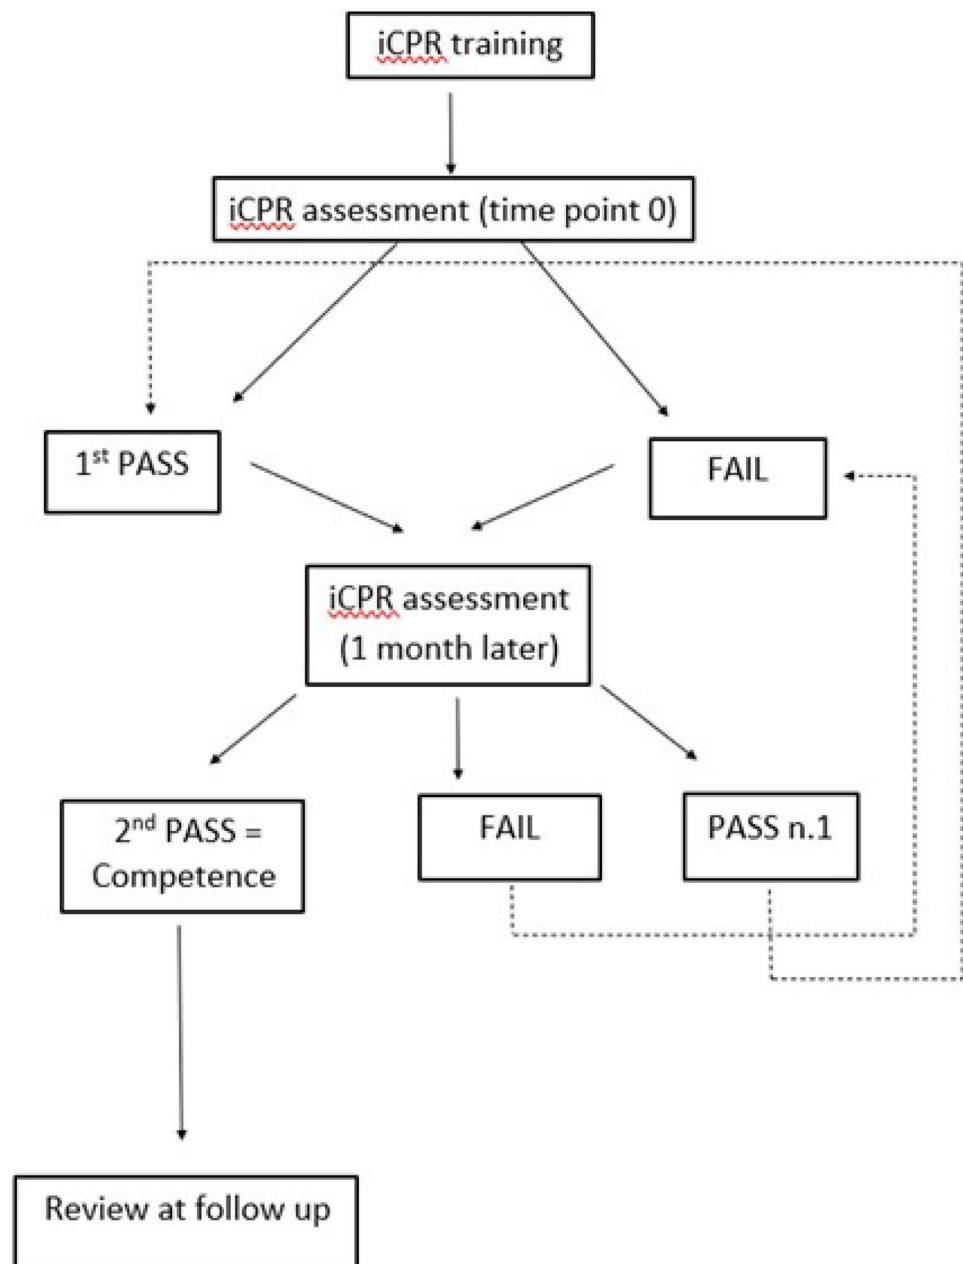 iCPR training
iCPR assessment (time point 0)
1st PASS
FAIL
iCPR assessment
(1 month later)
2nd PASS =
Competence
FAIL
PASS n.1
Review at follow up